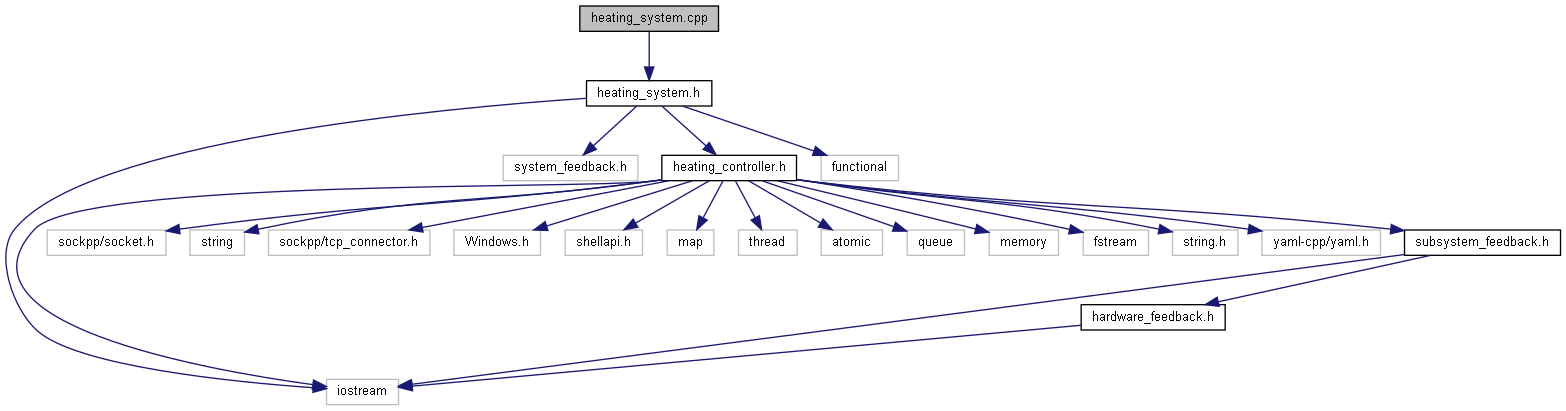 heating_system.cpp
heating_system.h
system_feedback.h
heating_controller.h
functional
sockpp/socket.h
string
sockpp/tcp_connector.h
Windows.h
shellapi.h
map
thread
atomic
queue
memory
fstream
string.h
yaml-cpp/yaml.h
subsystem_feedback.h
hardware_feedback.h
iostream